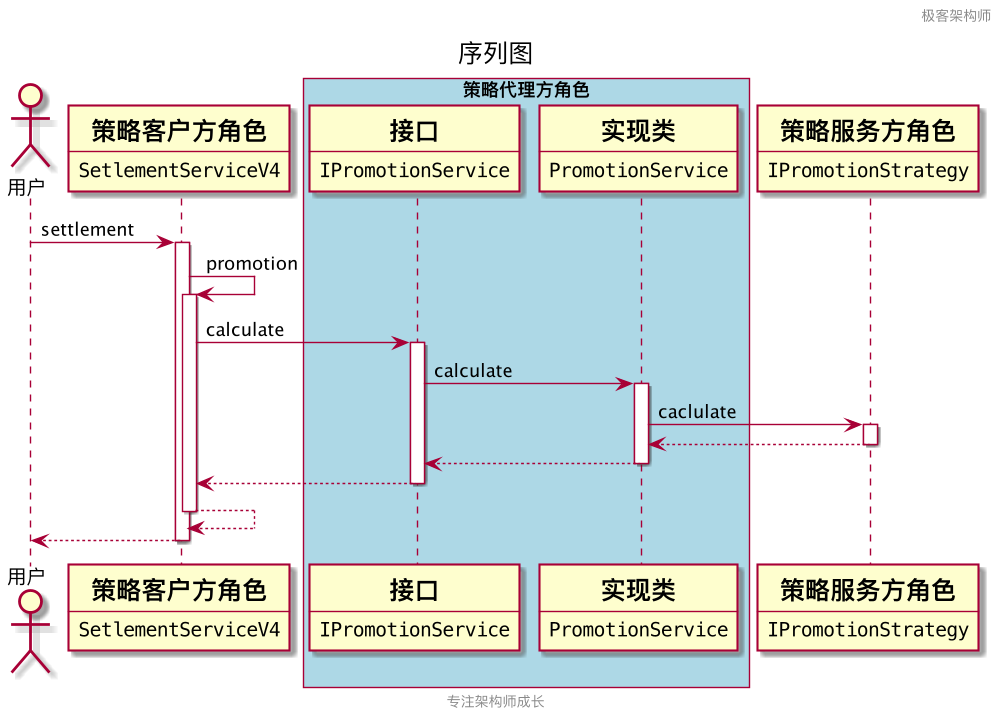 极客架构师
序列图
策略代理方角色
策略客户方角色
SetlementServiceV4
接口
IPromotionService
实现类
PromotionService
策略服务方角色
IPromotionStrategy
用户
settlement
promotion
calculate
calculate
caclulate
用户
策略客户方角色
SetlementServiceV4
接口
IPromotionService
实现类
PromotionService
策略服务方角色
IPromotionStrategy
专注架构师成长